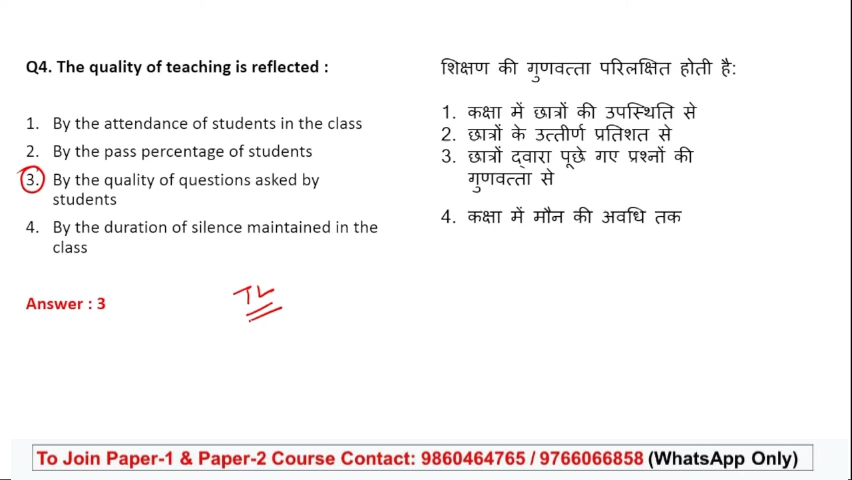 Q4. The quality of teaching is reflected :
1. By the attendance of students in the class
2. By the pass percentage of students
3. By the quality of questions asked by
students
4. By the duration of silence maintained in the
class
Answer : 3
TL
शिक्षण की गुणवत्ता परिलक्षित होती है:
1. कक्षा में छात्रों की उपस्थिति से
2. छात्रों के उत्तीर्ण प्रतिशत से
3. छात्रों द्वारा पूछे गए प्रश्नों की
गुणवत्ता से
4. कक्षा में मौन की अवधि तक
To Join Paper-1 & Paper-2 Course Contact: 9860464765 / 9766066858 (WhatsApp Only)